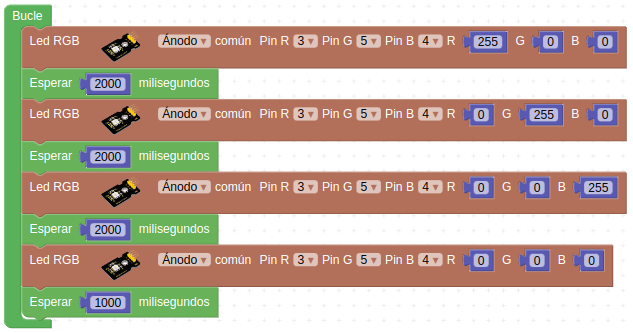 Bucle
Led RGB Ánodo común Pin R 3 Pin G 5 Pin B 4 R 255 G 0 B 0
Esperar 2000 milisegundos
Led RGB Ánodo común Pin R 3 Pin G 5 Pin B 4 R 0 G 255 B 0
Esperar 2000 milisegundos
Led RGB Ánodo común Pin R 3 Pin G 5 Pin B 4 R 0 G 0 B 255
Esperar 2000 milisegundos
Led RGB Ánodo común Pin R 3 Pin G 5 Pin B 4 R 0 G 0 B 0
Esperar 1000 milisegundos